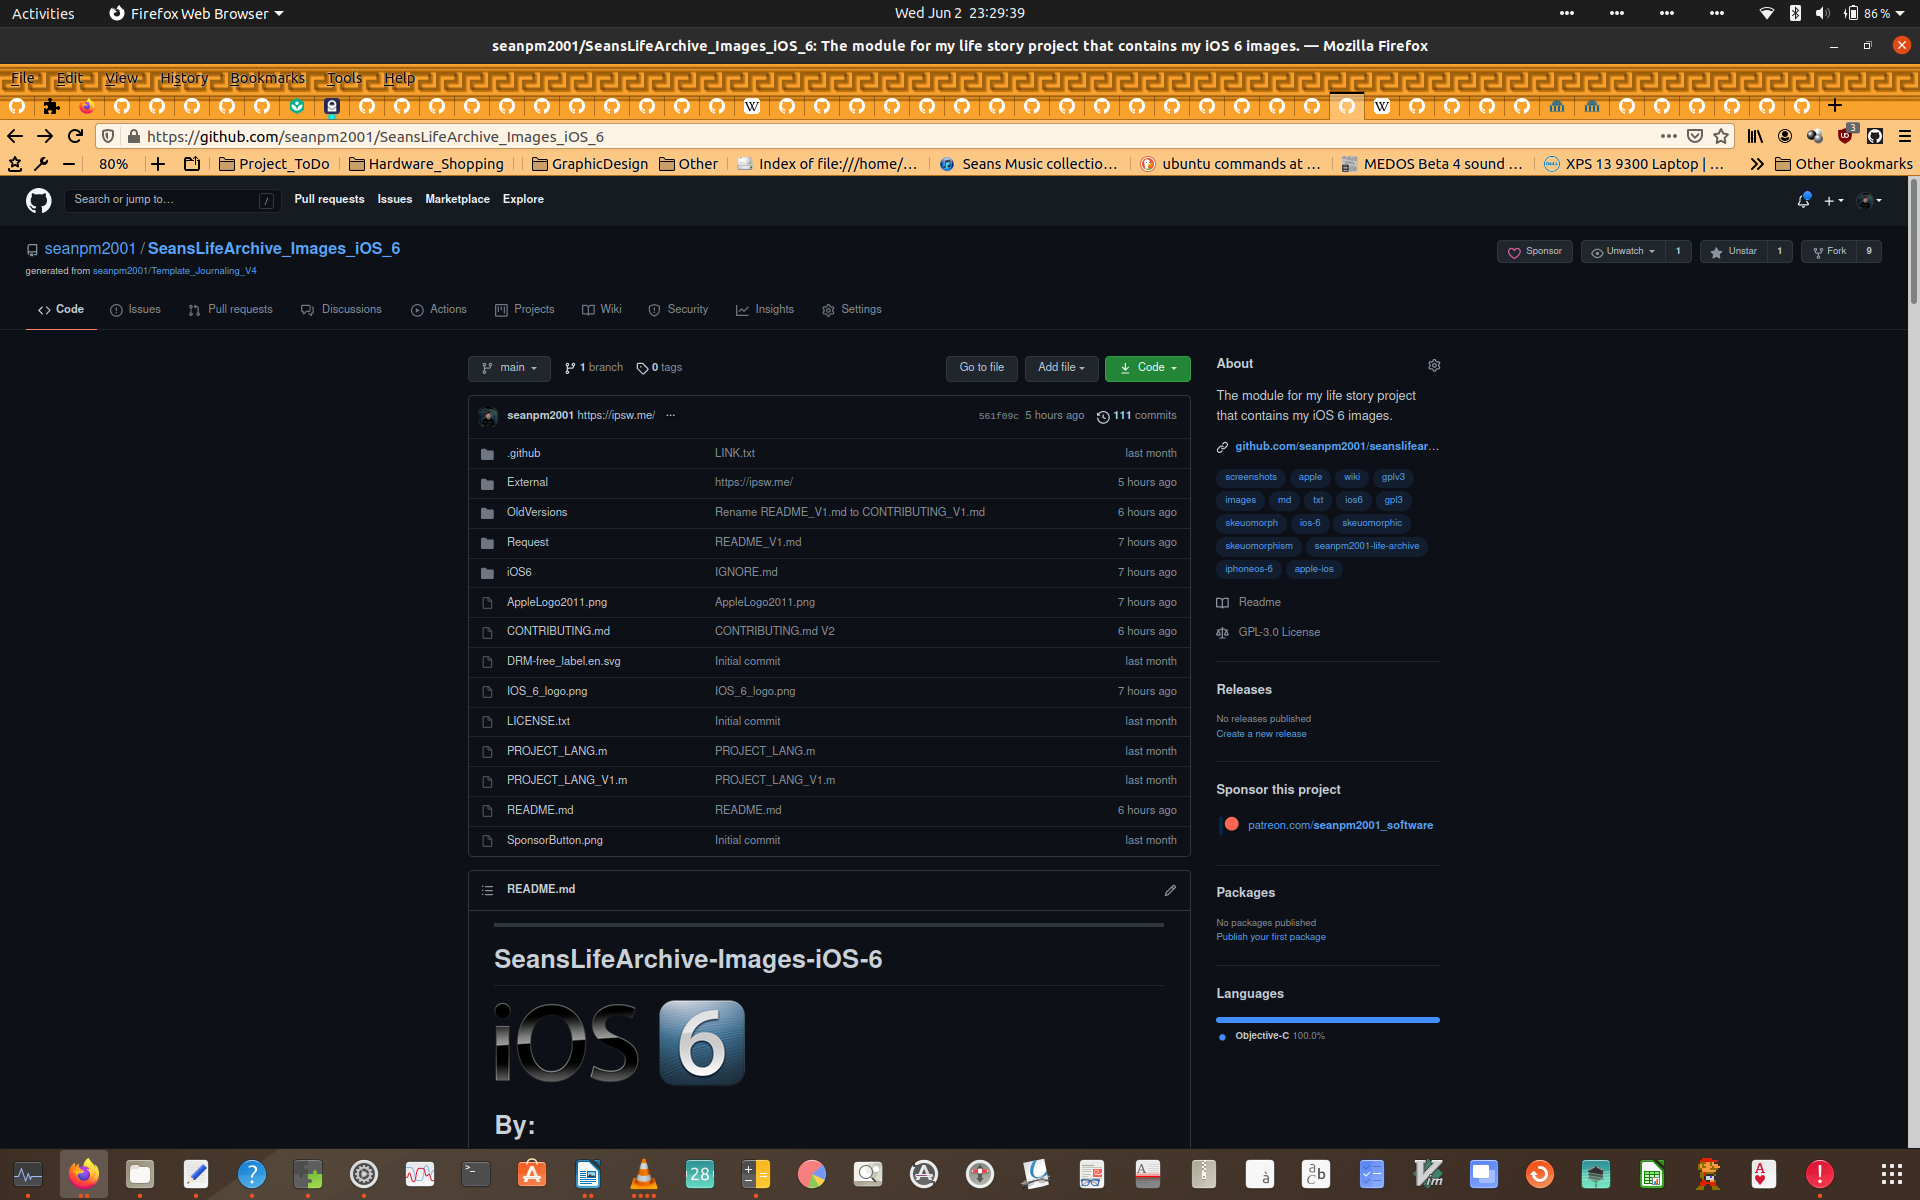 Activities Firefox Web Browser Wed Jun 2 23:29:39 86 %
seanpm2001/SeansLifeArchive_Images_iOS_6: The module for my life story project that contains my iOS 6 images. — Mozilla Firefox
File Edit View History Bookmarks Tools Help
https://github.com/seanpm2001/SeansLifeArchive_Images_iOS_6 3
80% Project_ToDo Hardware_Shopping GraphicDesign Other Index of file:///home/… Seans Music collectio… ubuntu commands at … MEDOS Beta 4 sound … XPS 13 9300 Laptop | … Other Bookmarks
Search or jump to… / Pull requests Issues Marketplace Explore
seanpm2001 / SeansLifeArchive_Images_iOS_6 Sponsor Unwatch 1 Unstar 1 Fork 9
generated from seanpm2001/Template_Journaling_V4
Code Issues Pull requests Discussions Actions Projects Wiki Security Insights Settings
main 1 branch 0 tags Go to file Add file Code
seanpm2001 https://ipsw.me/ ··· 561f09c 5 hours ago 111 commits
.github LINK.txt last month
External https://ipsw.me/ 5 hours ago
OldVersions Rename README_V1.md to CONTRIBUTING_V1.md 6 hours ago
Request README_V1.md 7 hours ago
iOS6 IGNORE.md 7 hours ago
AppleLogo2011.png AppleLogo2011.png 7 hours ago
CONTRIBUTING.md CONTRIBUTING.md V2 6 hours ago
DRM-free_label.en.svg Initial commit last month
IOS_6_logo.png IOS_6_logo.png 7 hours ago
LICENSE.txt Initial commit last month
PROJECT_LANG.m PROJECT_LANG.m last month
PROJECT_LANG_V1.m PROJECT_LANG_V1.m last month
README.md README.md 6 hours ago
SponsorButton.png Initial commit last month
README.md
SeansLifeArchive-Images-iOS-6
iOS 6
By:
About
The module for my life story project
that contains my iOS 6 images.
github.com/seanpm2001/seanslifear…
screenshots apple wiki gplv3
images md txt ios6 gpl3
skeuomorph ios-6 skeuomorphic
skeuomorphism seanpm2001-life-archive
iphoneos-6 apple-ios
Readme
GPL-3.0 License
Releases
No releases published
Create a new release
Sponsor this project
patreon.com/seanpm2001_software
Packages
No packages published
Publish your first package
Languages
Objective-C 100.0%
28